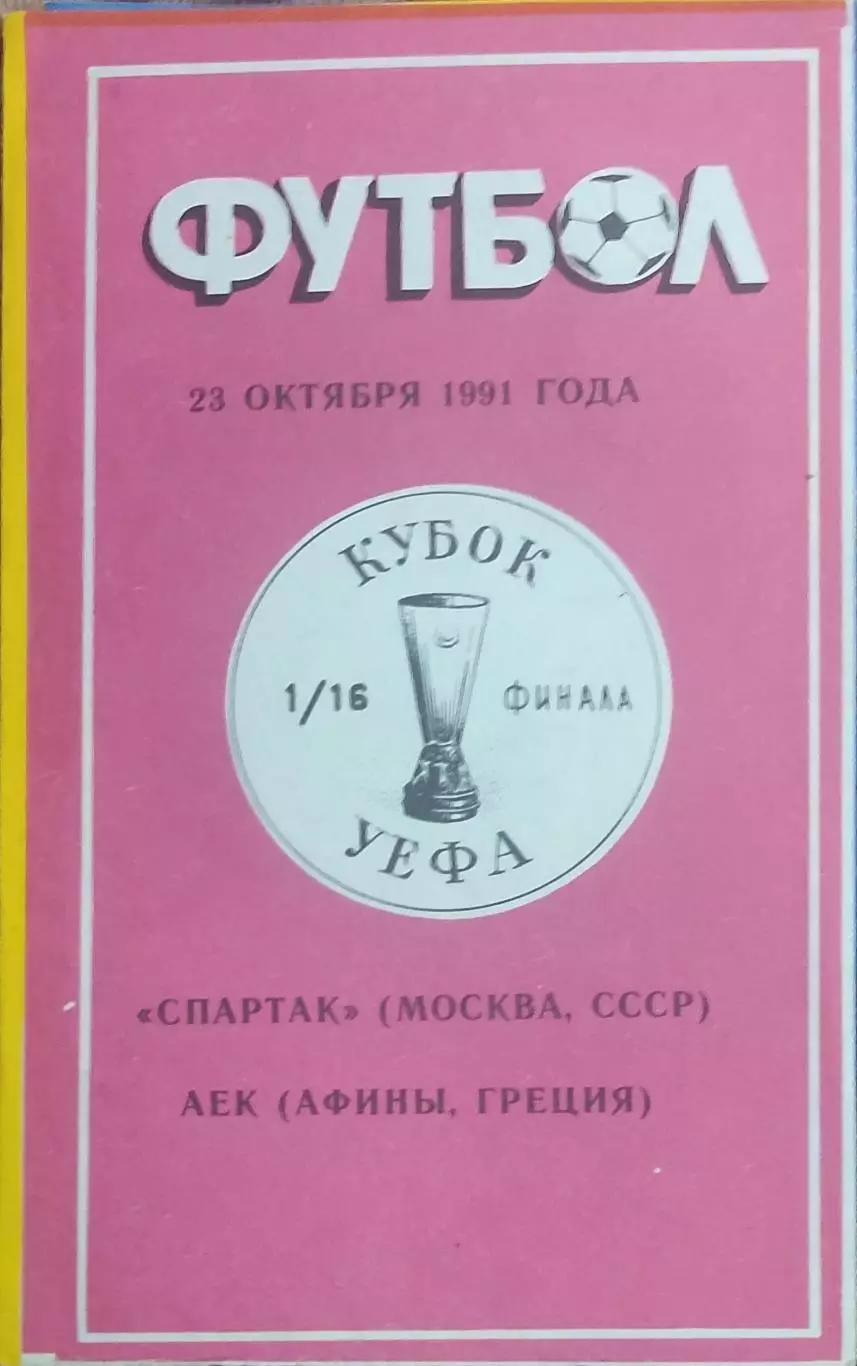 ФУТБОЛ
23 ОКТЯБРЯ 1991 ГОДА
КУБОК
1/16 ФИНАЛА
УЕФА
«СПАРТАК» (МОСКВА, СССР)
АЕК (АФИНЫ, ГРЕЦИЯ)